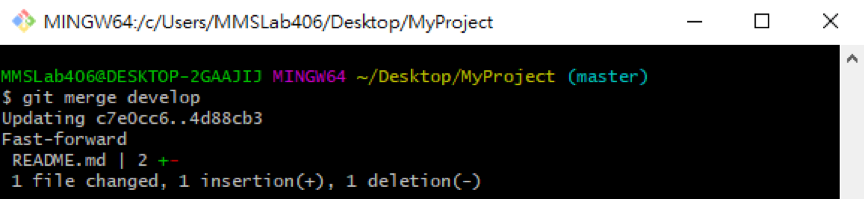 MINGW64:/c/Users/MMSLab406/Desktop/MyProject
MMSLab406@DESKTOP-2GAAJIJ MINGW64 ~/Desktop/MyProject (master)
$ git merge develop
Updating c7e0cc6..4d88cb3
Fast-forward
 README.md | 2 +-
 1 file changed, 1 insertion(+), 1 deletion(-)